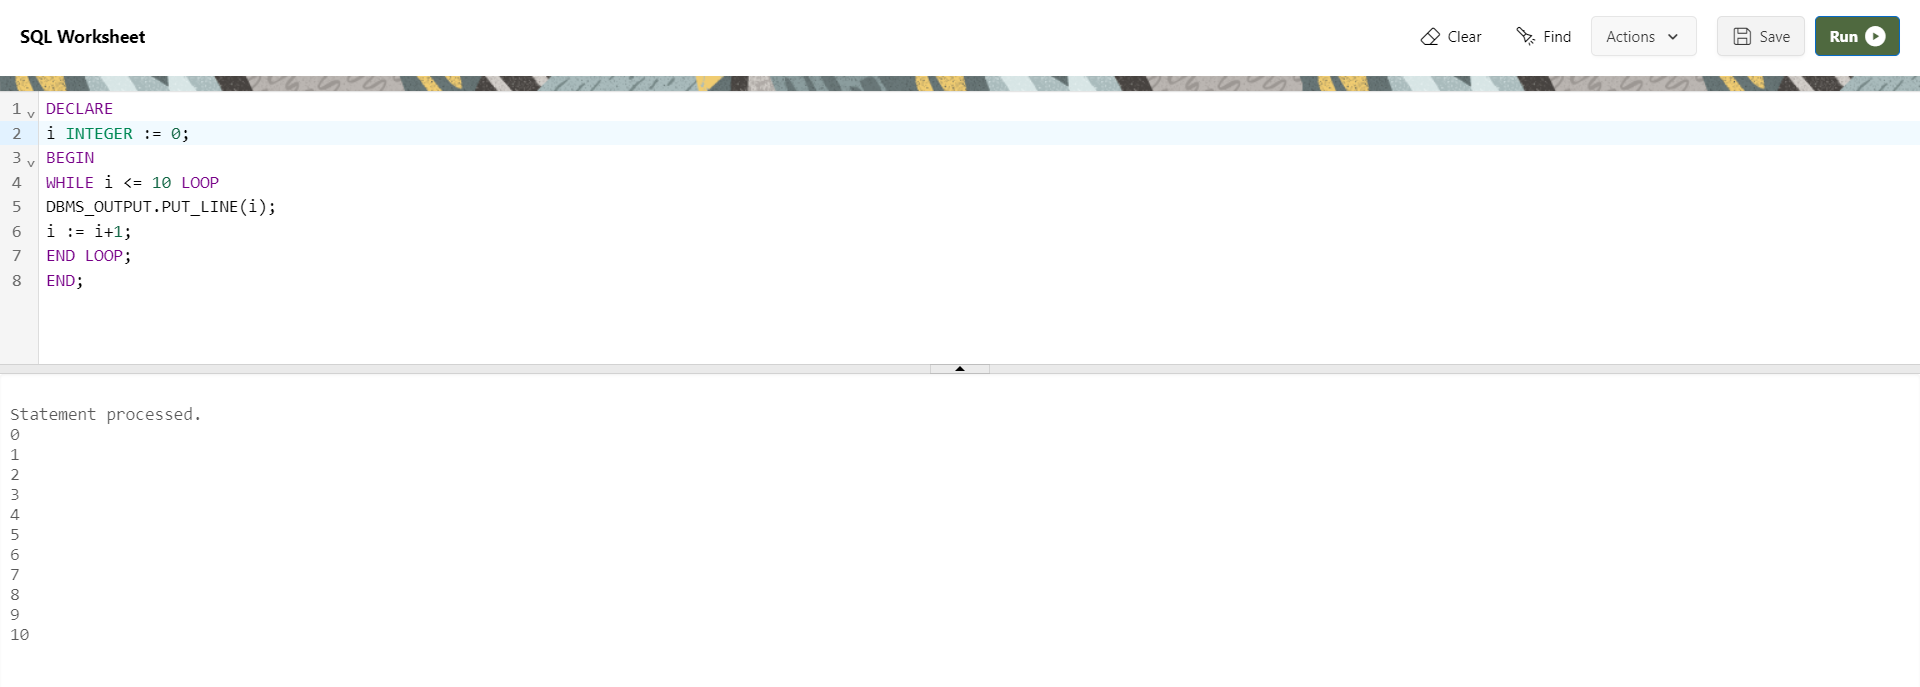 SQL Worksheet
Clear Find Actions Save Run
1 DECLARE
2 i INTEGER := 0;
3 BEGIN
4 WHILE i <= 10 LOOP
5 DBMS_OUTPUT.PUT_LINE(i);
6 i := i+1;
7 END LOOP;
8 END;
Statement processed.
0
1
2
3
4
5
6
7
8
9
10